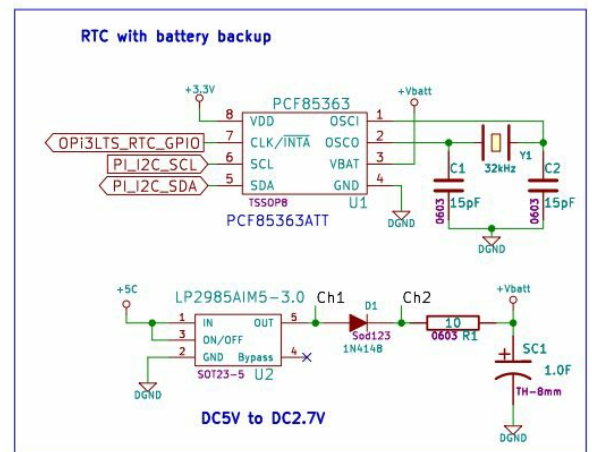 RTC with battery backup
+3.3V
PCF85363
+Vbatt
8 VDD OSCI 1
OPi3LTS_RTC_GPIO 7 CLK/INTA OSCO 2
PI_I2C_SCL 6 SCL VBAT 3
PI_I2C_SDA 5 SDA GND 4
TSSOP8 U1
PCF85363ATT
DGND
Y1
32kHz
C1 C2
15pF 15pF
0603 0603
DGND
+5C
LP2985AIM5-3.0
Ch1 D1 Ch2
+Vbatt
1 IN OUT 5
3 ON/OFF
2 GND Bypass 4
SOT23-5 U2
Sod123
1N4148
10
0603 R1
SC1
1.0F
TH-8mm
DGND
DC5V to DC2.7V
DGND